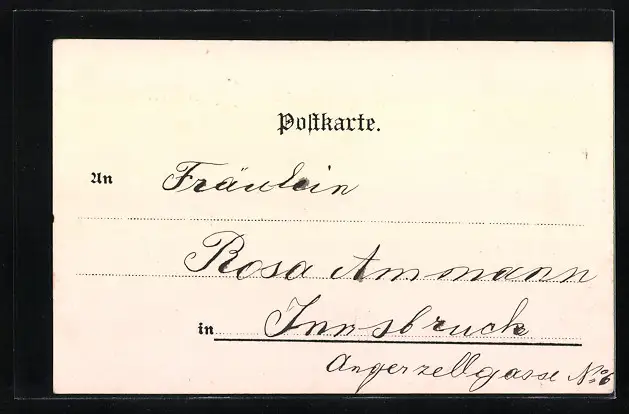 Postkarte.
An Fräulein
Rosa Ammann
in Innsbruck
Angerzellgasse No 6